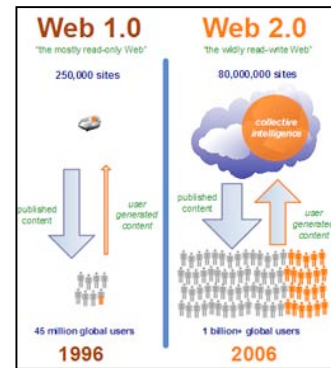 Web 1.0
"the mostly read-only Web"
250,000 sites
published
content
user
generated
content
45 million global users
1996
Web 2.0
"the wildly read-write Web"
80,000,000 sites
collective
intelligence
published
content
user
generated
content
1 billion+ global users
2006